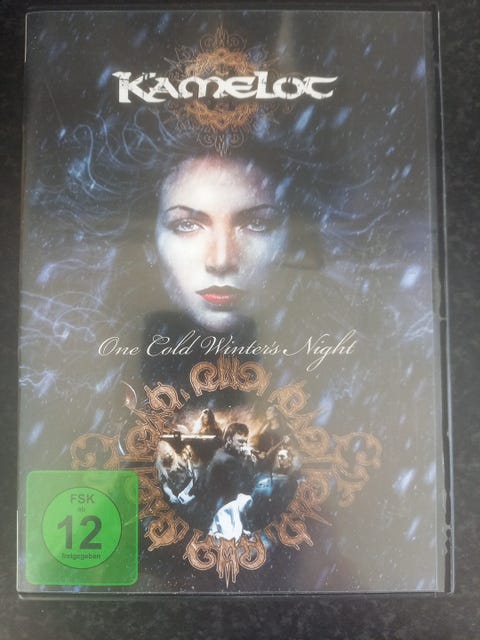 KAMELOT
One Cold Winter's Night
FSK
ab
12
freigegeben